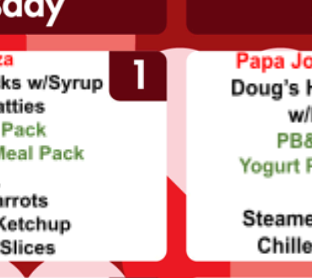 sday
za
ks w/Syrup
atties
Pack
Meal Pack
arrots
Ketchup
Slices
1
Papa Jo
Doug's H
w/
PB&
Yogurt P
Steame
Chille